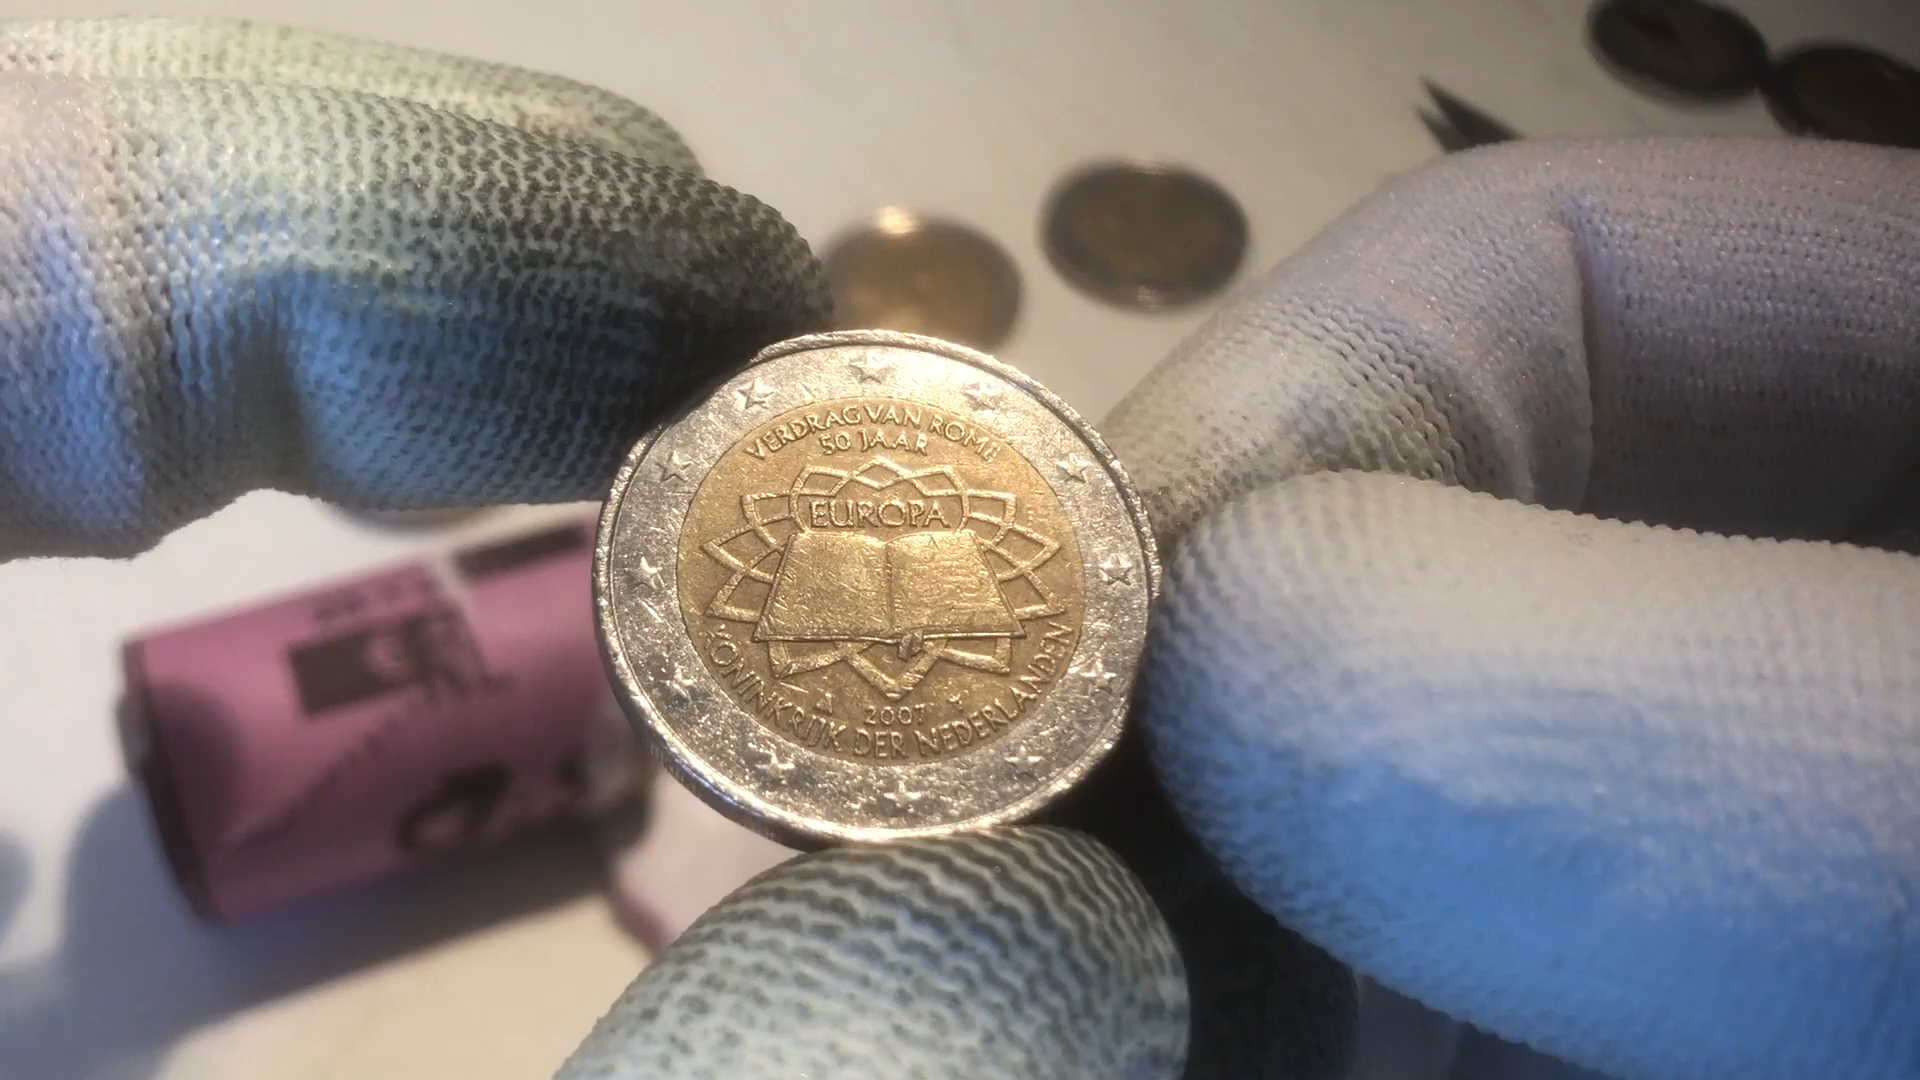 VERDRAG VAN ROME
50 JAAR
EUROPA
2007
KONINKRIJK DER NEDERLANDEN